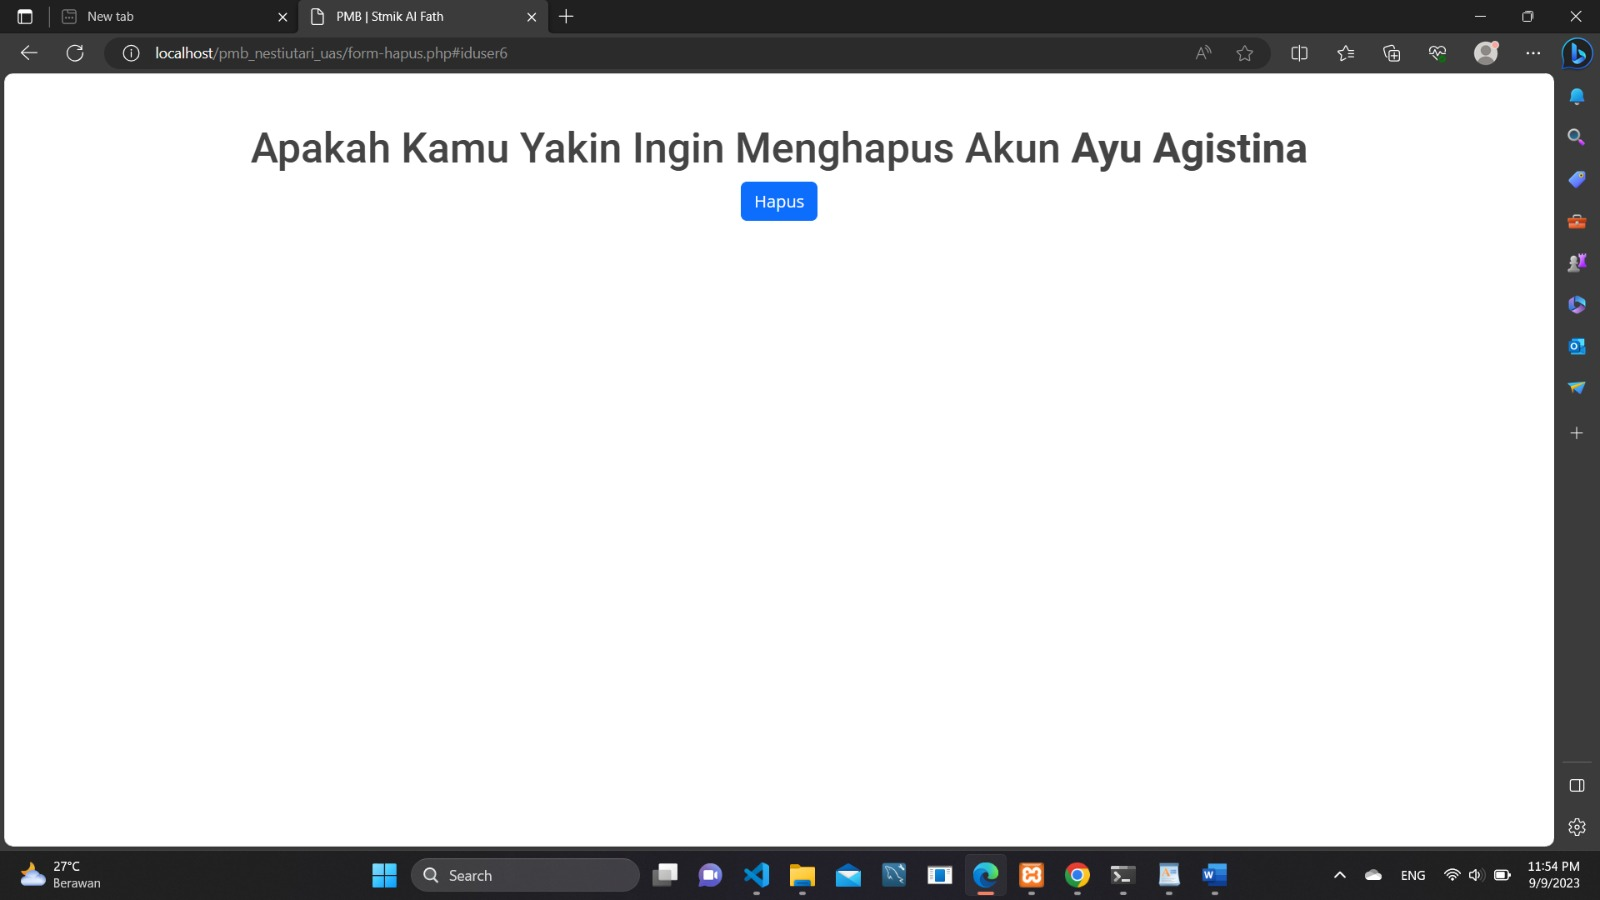 New tab
PMB | Stmik Al Fath
localhost/pmb_nestiutari_uas/form-hapus.php#iduser6
Apakah Kamu Yakin Ingin Menghapus Akun Ayu Agistina
Hapus
27°C
Berawan
Search
ENG
11:54 PM
9/9/2023